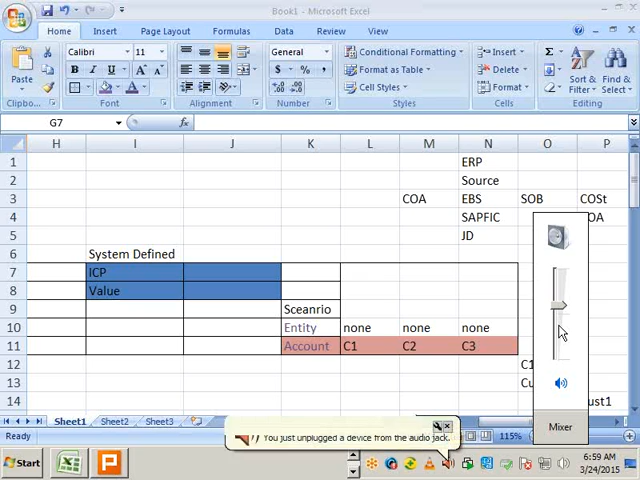 Book1 - Microsoft Excel
Home Insert Page Layout Formulas Data Review View
Calibri 11 General Conditional Formatting Insert
Paste Format as Table Delete Sort & Filter Find & Select
Cell Styles Format
Clipboard Font Alignment Number Styles Cells Editing
G7 fx
H I J K L M N O P
1 ERP
2 Source
3 COA EBS SOB COSt
4 SAPFIC
5 JD
6 System Defined
7 ICP
8 Value
9 Sceanrio
10 Entity none none none
11 Account C1 C2 C3
12 C1
13 Cu
14 ust1
Mixer
Sheet1 Sheet2 Sheet3
You just unplugged a device from the audio jack.
Ready 115%
Start 6:59 AM
3/24/2015